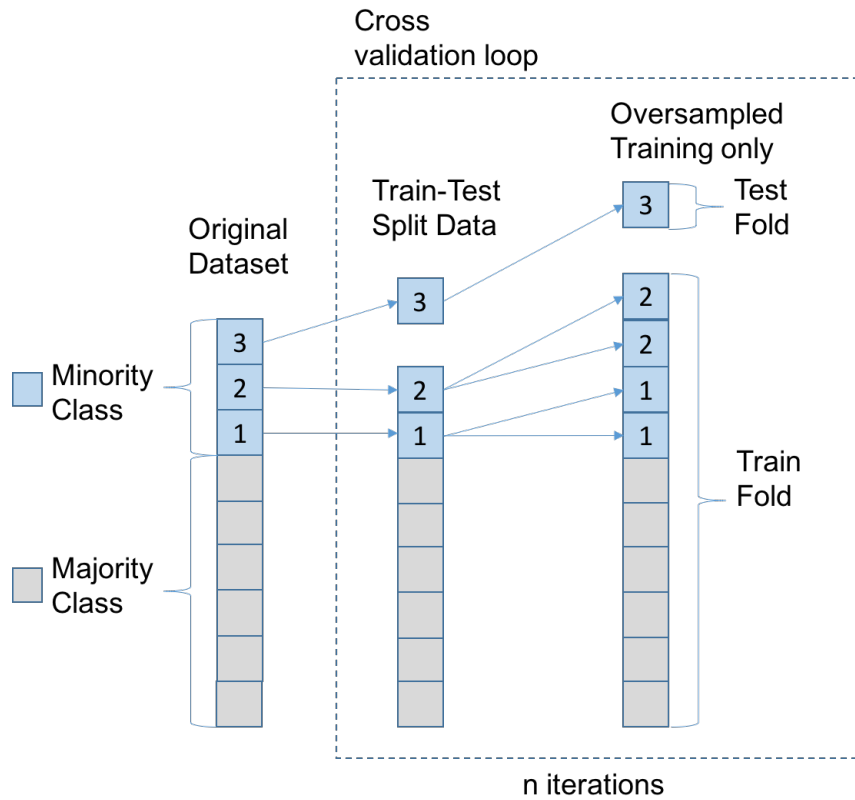 Cross
validation loop
Oversampled
Training only
Train-Test
Split Data
Original
Dataset
3
Test
Fold
3
2
3
2
2
2
1
1
1
1
Minority
Class
Train
Fold
Majority
Class
n iterations